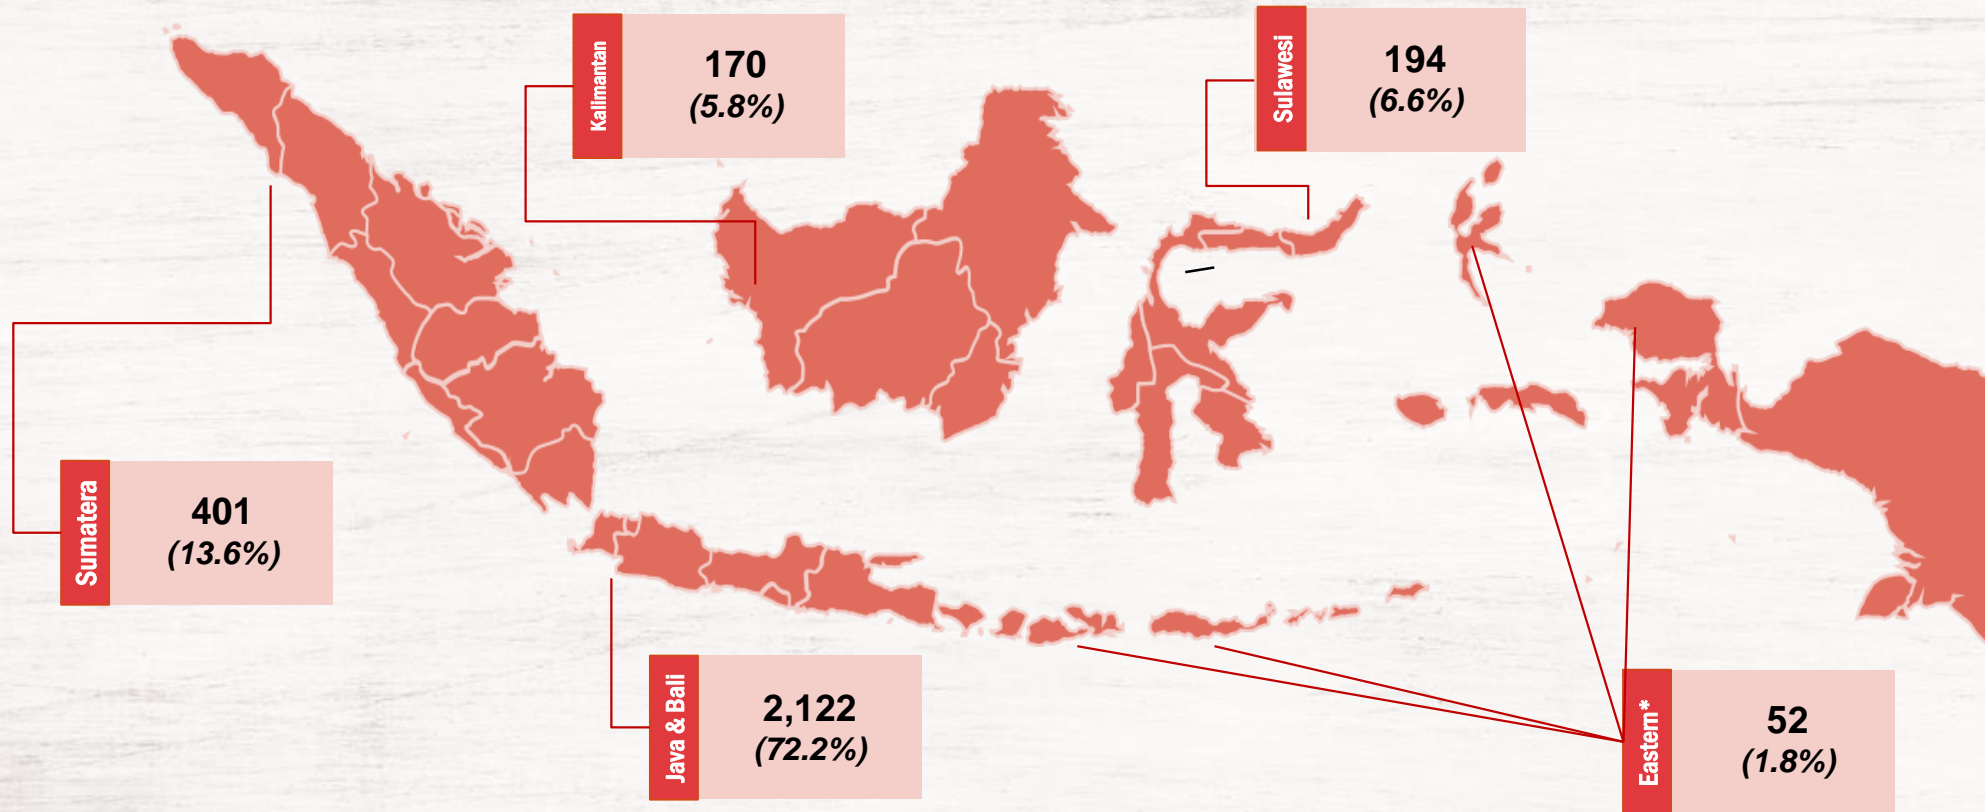 Kalimantan
170
(5.8%)
Sulawesi
194
(6.6%)
Sumatera
401
(13.6%)
Java & Bali
2,122
(72.2%)
Eastern*
52
(1.8%)